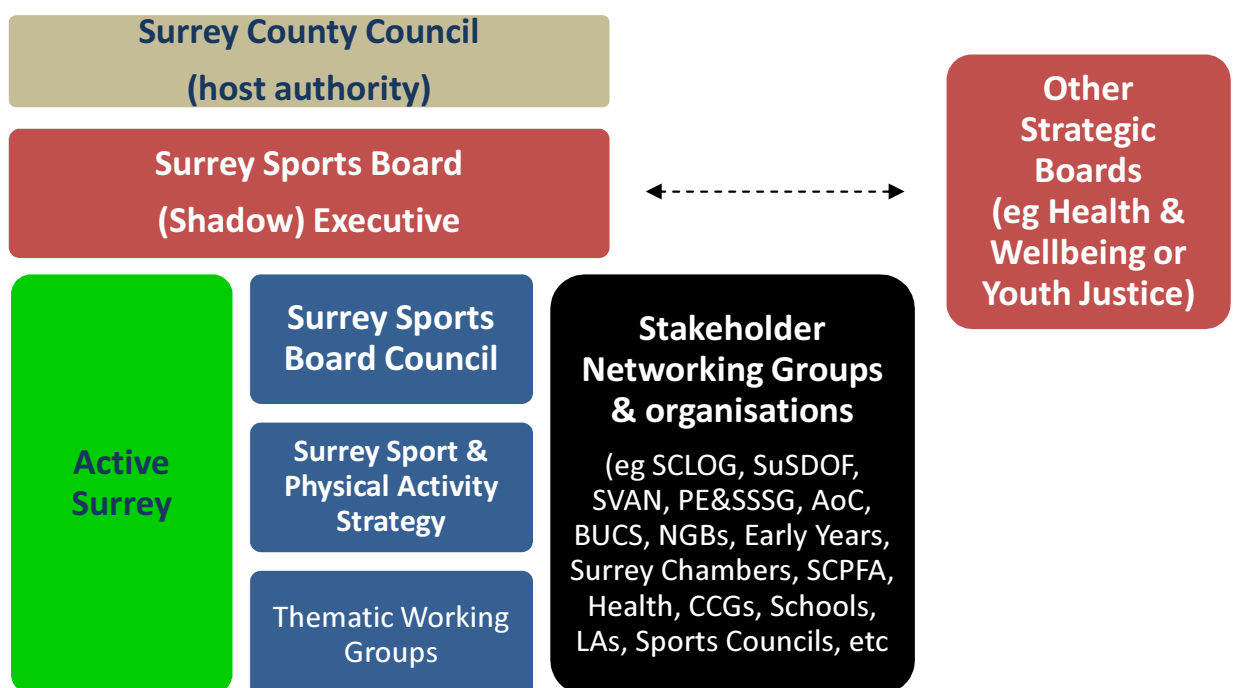 Surrey County Council
(host authority)
Surrey Sports Board
(Shadow) Executive
Other
Strategic
Boards
(eg Health &
Wellbeing or
Youth Justice)
Active
Surrey
Surrey Sports
Board Council
Surrey Sport &
Physical Activity
Strategy
Thematic Working
Groups
Stakeholder
Networking Groups
& organisations
(eg SCLOG, SuSDOF,
SVAN, PE&SSSG, AoC,
BUCS, NGBs, Early Years,
Surrey Chambers, SCPFA,
Health, CCGs, Schools,
LAs, Sports Councils, etc